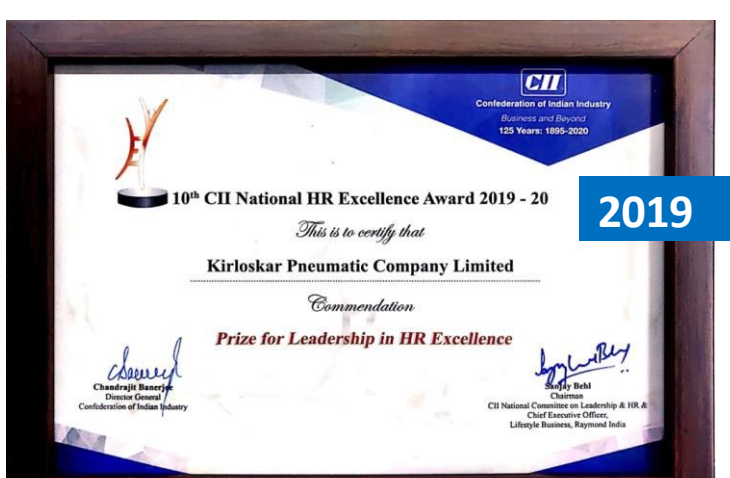 CII
Confederation of Indian Industry
Business and Beyond
125 Years: 1895-2020
10th CII National HR Excellence Award 2019 - 20
2019
This is to certify that
Kirloskar Pneumatic Company Limited
Commendation
Prize for Leadership in HR Excellence
Chandrajit Banerjee
Director General
Confederation of Indian Industry
Sanjay Behl
Chairman
CII National Committee on Leadership & HR &
Chief Executive Officer,
Lifestyle Business, Raymond India